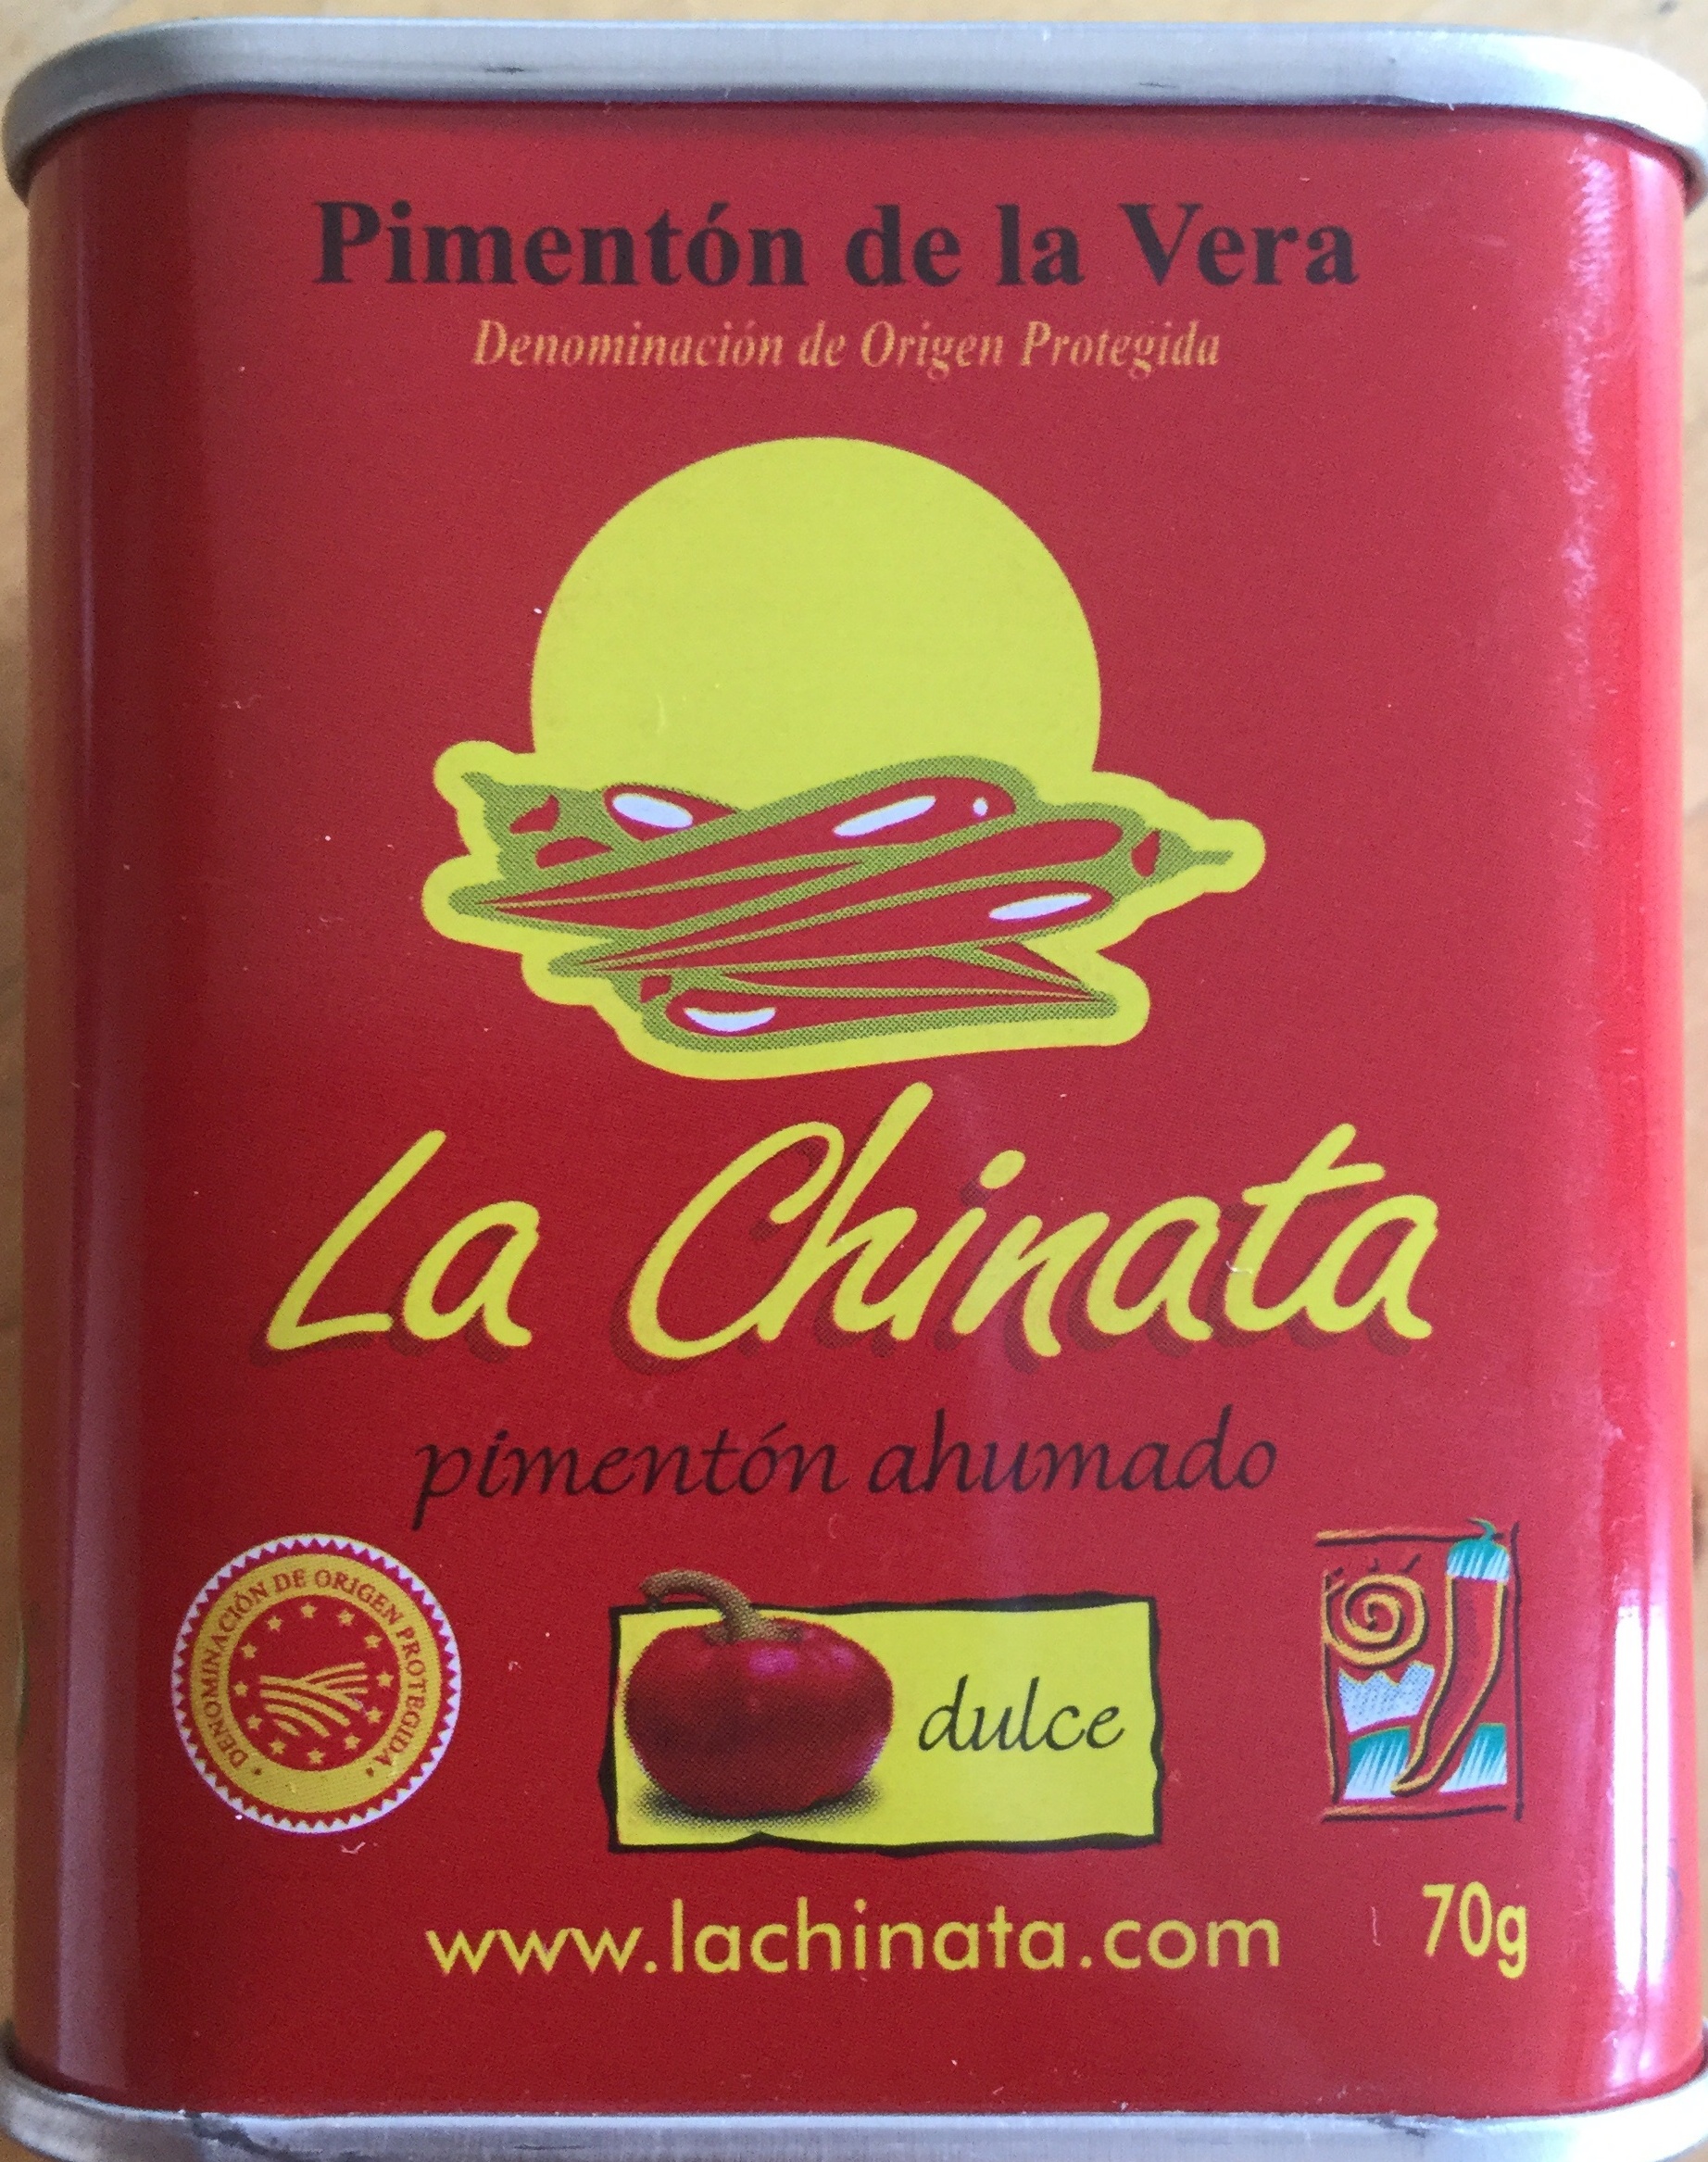 Pimentón de la Vera
Denominación de Origen Protegida
La Chinata
pimentón ahumado
DENOMINACIÓN DE ORIGEN PROTEGIDA
dulce
www.lachinata.com
70g